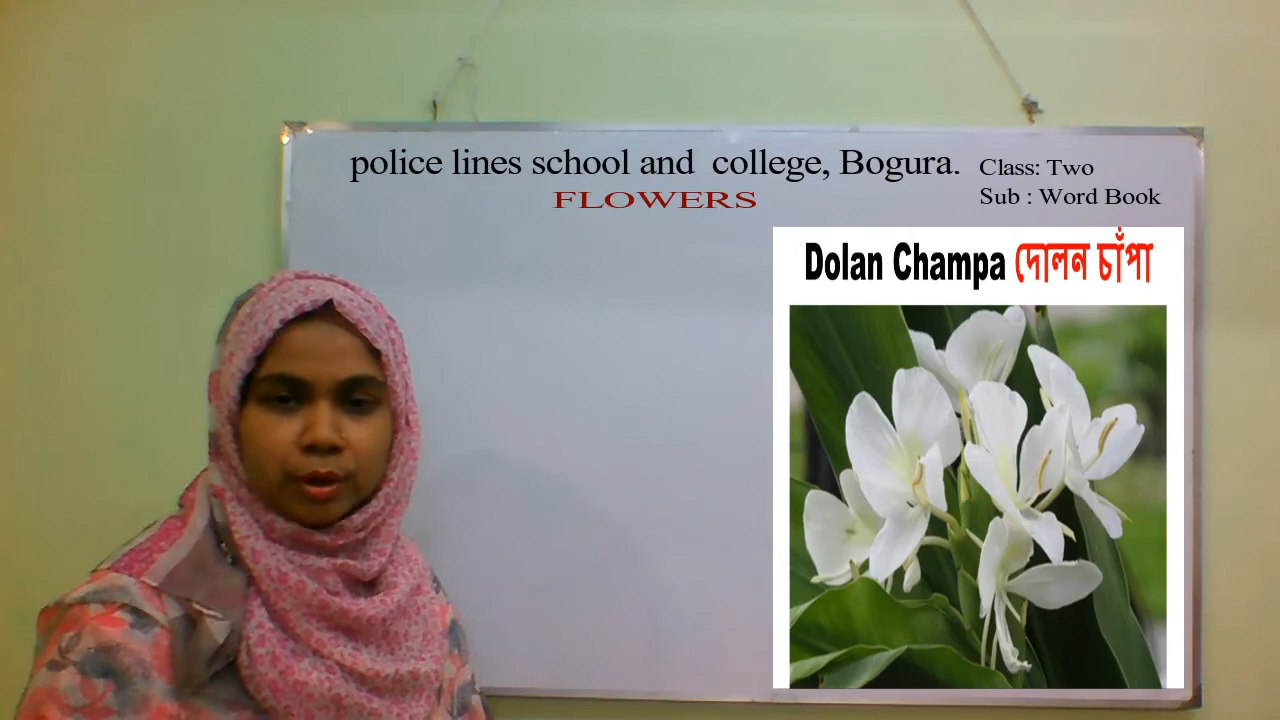 police lines school and college, Bogura.
FLOWERS
Class: Two
Sub : Word Book
Dolan Champa দোলন চাঁপা